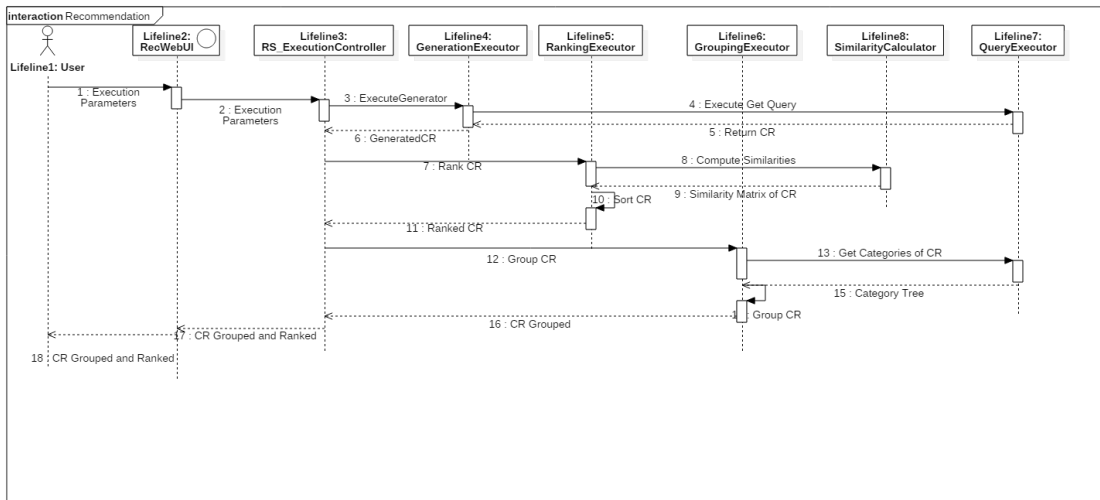 interaction Recommendation
Lifeline1: User
Lifeline2:
RecWebUI
Lifeline3:
RS_ExecutionController
Lifeline4:
GenerationExecutor
Lifeline5:
RankingExecutor
Lifeline6:
GroupingExecutor
Lifeline8:
SimilarityCalculator
Lifeline7:
QueryExecutor
1 : Execution
Parameters
2 : Execution
Parameters
3 : ExecuteGenerator
4 : Execute Get Query
5 : Return CR
6 : GeneratedCR
7 : Rank CR
8 : Compute Similarities
9 : Similarity Matrix of CR
10 : Sort CR
11 : Ranked CR
12 : Group CR
13 : Get Categories of CR
15 : Category Tree
: Group CR
16 : CR Grouped
17 : CR Grouped and Ranked
18 : CR Grouped and Ranked